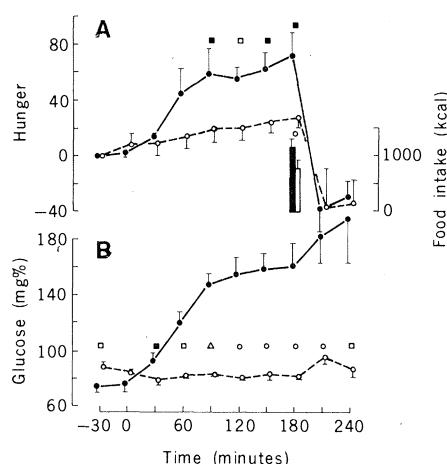 A
80
40
0
−40
Hunger
1000
0
Food intake (kcal)
B
180
140
100
60
Glucose (mg%)
−30 0 60 120 180 240
Time (minutes)